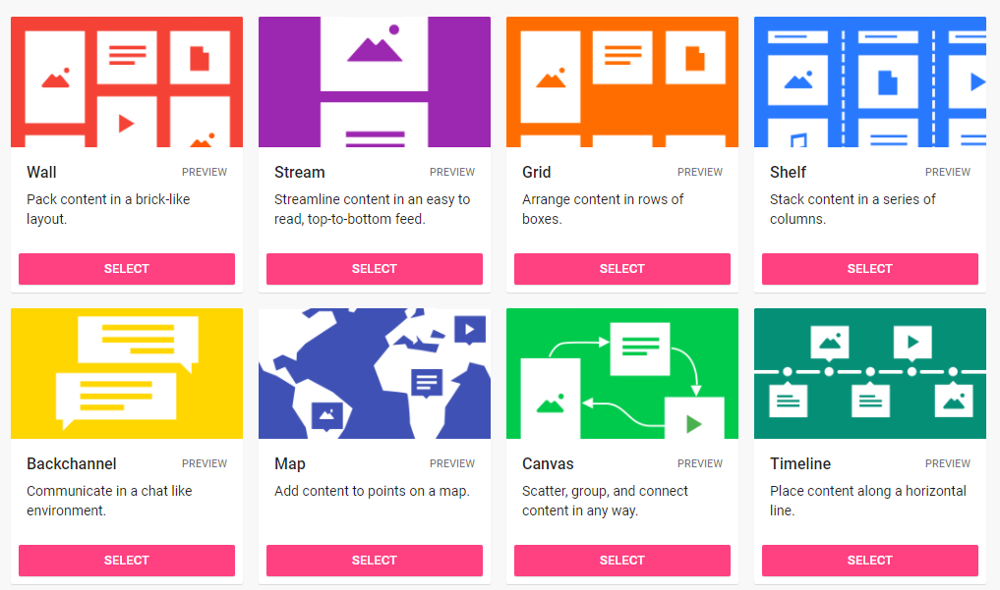 Wall PREVIEW
Pack content in a brick-like
layout.
SELECT
Stream PREVIEW
Streamline content in an easy to
read, top-to-bottom feed.
SELECT
Grid PREVIEW
Arrange content in rows of
boxes.
SELECT
Shelf PREVIEW
Stack content in a series of
columns.
SELECT
Backchannel PREVIEW
Communicate in a chat like
environment.
SELECT
Map PREVIEW
Add content to points on a map.
SELECT
Canvas PREVIEW
Scatter, group, and connect
content in any way.
SELECT
Timeline PREVIEW
Place content along a horizontal
line.
SELECT